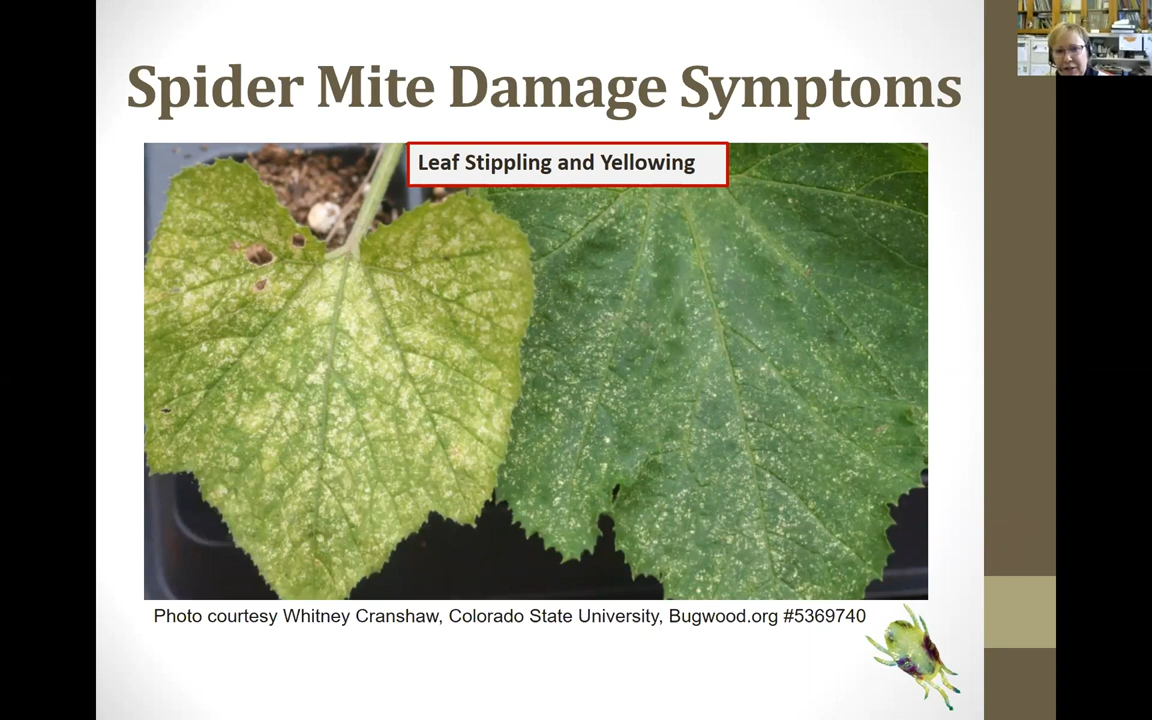 Spider Mite Damage Symptoms
Leaf Stippling and Yellowing
Photo courtesy Whitney Cranshaw, Colorado State University, Bugwood.org #5369740